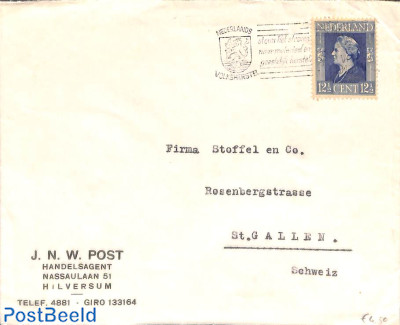 NEDERLANDS
VOLKSHERSTEL
NEDERLAND
12½ CENT 12½
Firma Stoffel en Co.
Rosenbergstrasse
St.GALLEN.
Schweiz
J. N. W. POST
HANDELSAGENT
NASSAULAAN 51
HILVERSUM
TELEF. 4881 - GIRO 133164
PostBeeld